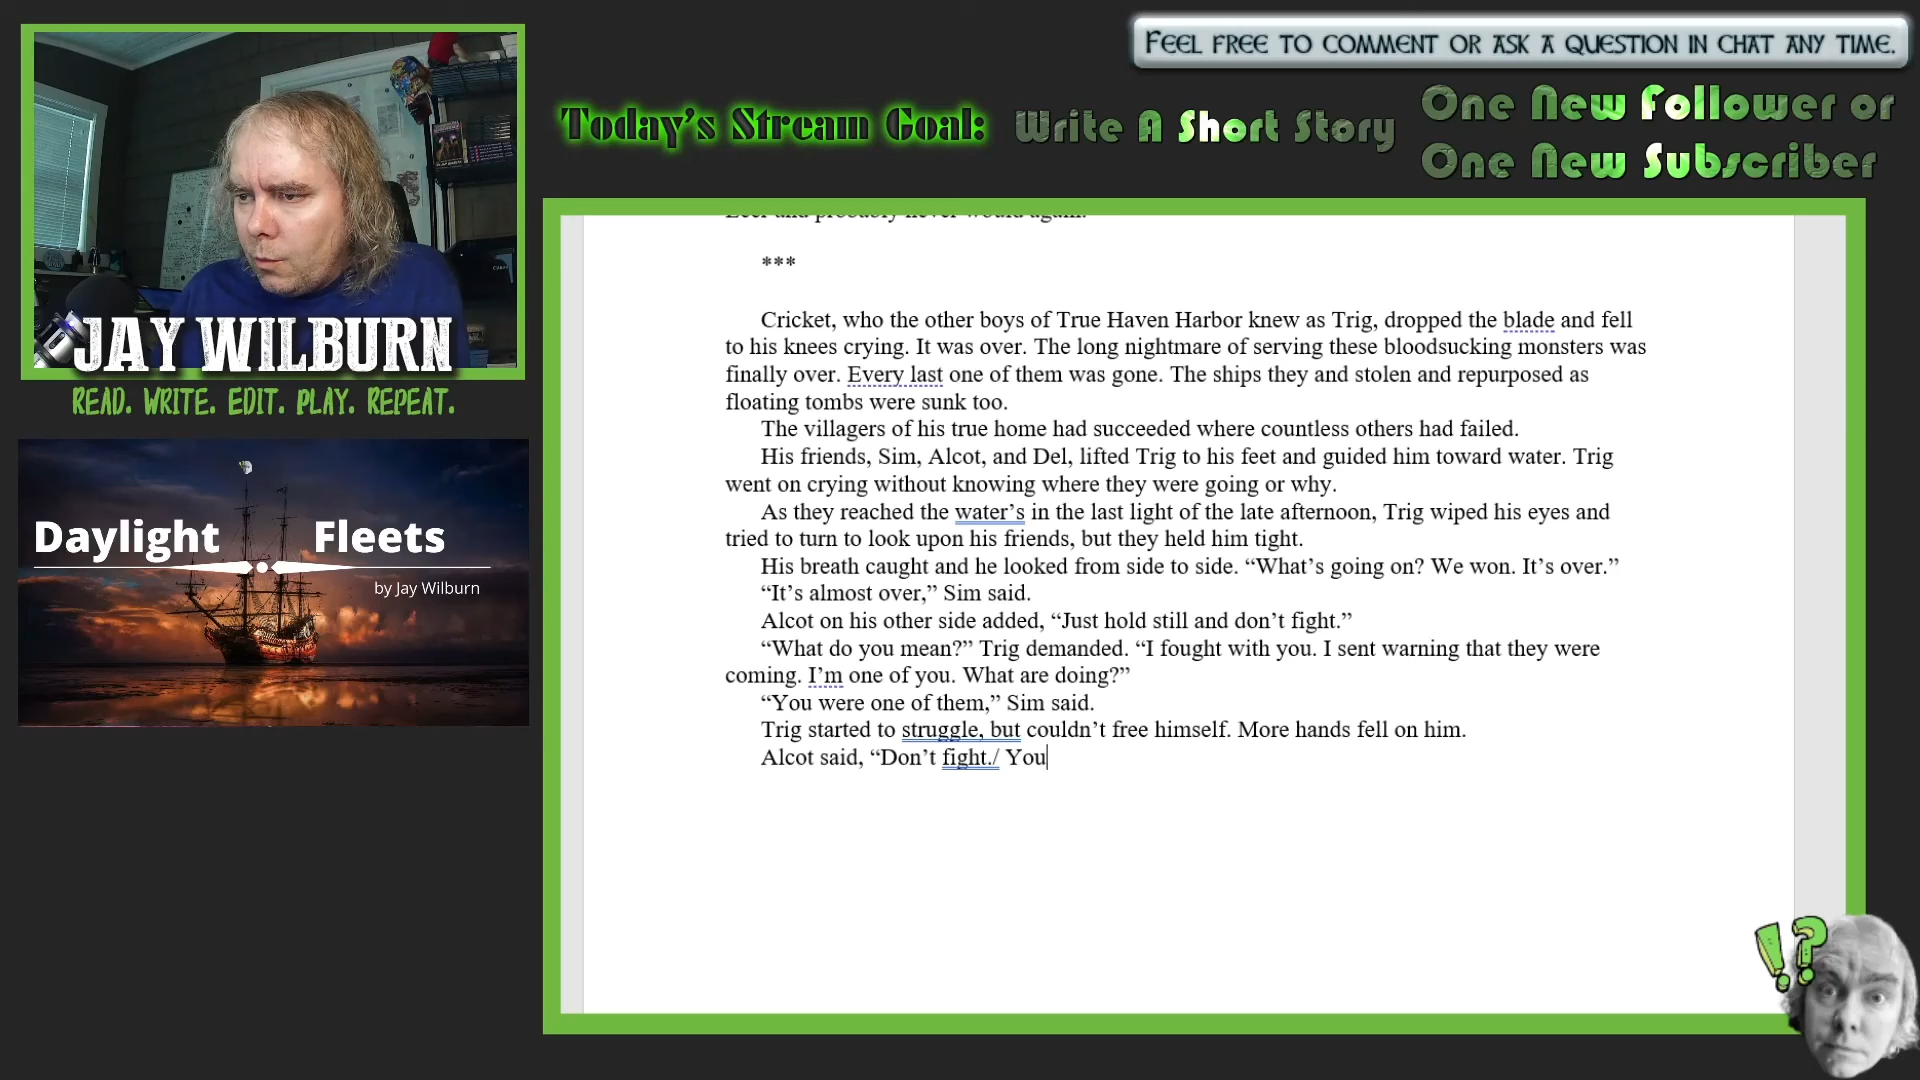 FEEL FREE TO COMMENT OR ASK A QUESTION IN CHAT ANY TIME.
Today's Stream Goal:
Write A Short Story
One New Follower or
One New Subscriber
JAY WILBURN
READ. WRITE. EDIT. PLAY. REPEAT.
Daylight Fleets
by Jay Wilburn
and probably never would again.
***
Cricket, who the other boys of True Haven Harbor knew as Trig, dropped the blade and fell
to his knees crying. It was over. The long nightmare of serving these bloodsucking monsters was
finally over. Every last one of them was gone. The ships they and stolen and repurposed as
floating tombs were sunk too.
The villagers of his true home had succeeded where countless others had failed.
His friends, Sim, Alcot, and Del, lifted Trig to his feet and guided him toward water. Trig
went on crying without knowing where they were going or why.
As they reached the water’s in the last light of the late afternoon, Trig wiped his eyes and
tried to turn to look upon his friends, but they held him tight.
His breath caught and he looked from side to side. “What’s going on? We won. It’s over.”
“It’s almost over,” Sim said.
Alcot on his other side added, “Just hold still and don’t fight.”
“What do you mean?” Trig demanded. “I fought with you. I sent warning that they were
coming. I’m one of you. What are doing?”
“You were one of them,” Sim said.
Trig started to struggle, but couldn’t free himself. More hands fell on him.
Alcot said, “Don’t fight./ You
!?